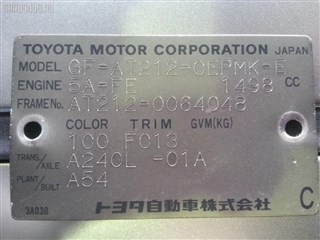 TOYOTA MOTOR CORPORATION JAPAN
MODEL GF-AT212-0EPMK-E
ENGINE 5A-FE 1498 CC
FRAME No. AT212-0064048
COLOR TRIM GVM(KG)
100 FC13
TRANS./AXLE A240L -01A
PLANT/BUILT A54
3A030 トヨタ自動車株式会社 C